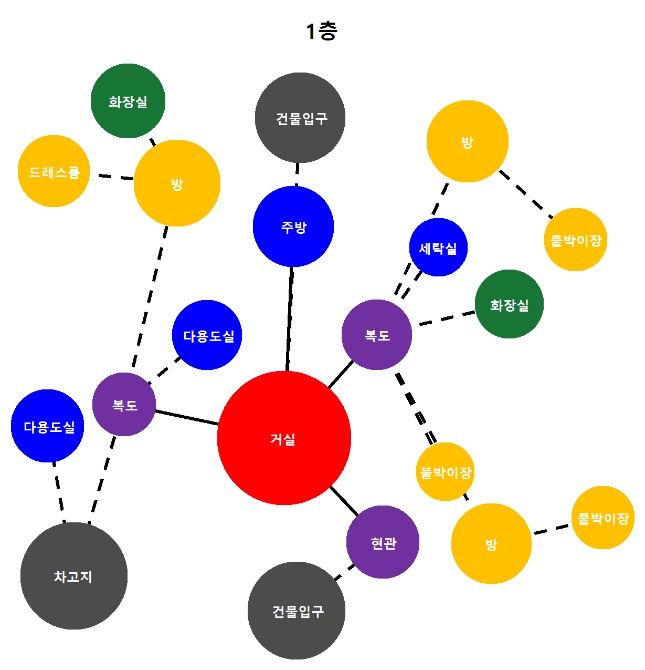 1층
화장실
건물입구
방
드레스룸
방
주방
세탁실
붙박이장
화장실
다용도실
복도
복도
다용도실
거실
붙박이장
현관
방
붙박이장
차고지
건물입구